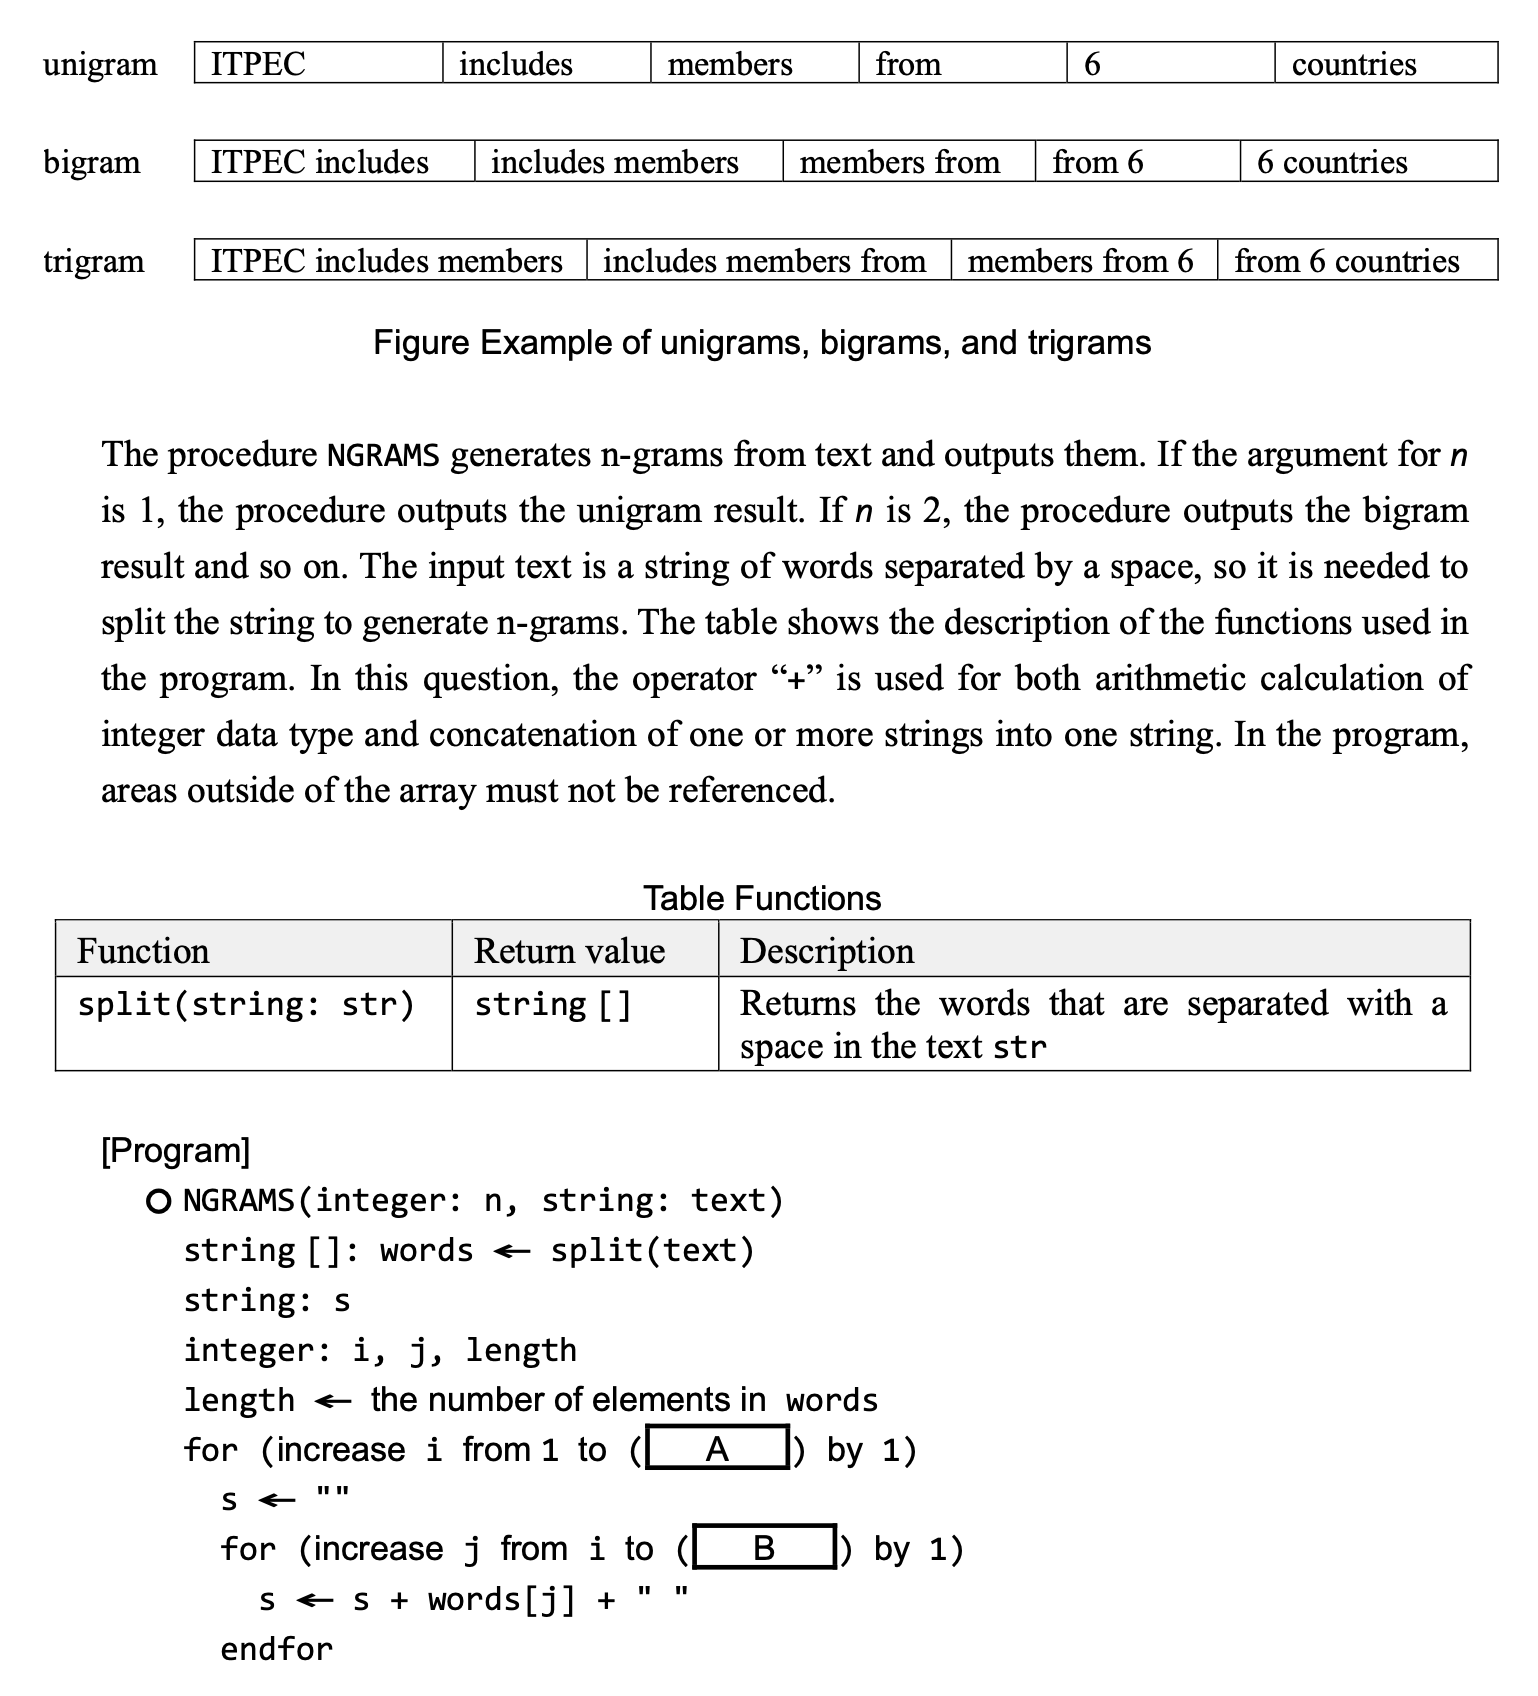 unigram ITPEC includes members from 6 countries
bigram ITPEC includes includes members members from from 6 6 countries
trigram ITPEC includes members includes members from members from 6 from 6 countries
Figure Example of unigrams, bigrams, and trigrams
The procedure NGRAMS generates n-grams from text and outputs them. If the argument for n
is 1, the procedure outputs the unigram result. If n is 2, the procedure outputs the bigram
result and so on. The input text is a string of words separated by a space, so it is needed to
split the string to generate n-grams. The table shows the description of the functions used in
the program. In this question, the operator “+” is used for both arithmetic calculation of
integer data type and concatenation of one or more strings into one string. In the program,
areas outside of the array must not be referenced.
Table Functions
Function Return value Description
split(string: str) string [] Returns the words that are separated with a
space in the text str
[Program]
○ NGRAMS(integer: n, string: text)
string []: words ← split(text)
string: s
integer: i, j, length
length ← the number of elements in words
for (increase i from 1 to ( A ) by 1)
s ← ""
for (increase j from i to ( B ) by 1)
s ← s + words[j] + " "
endfor